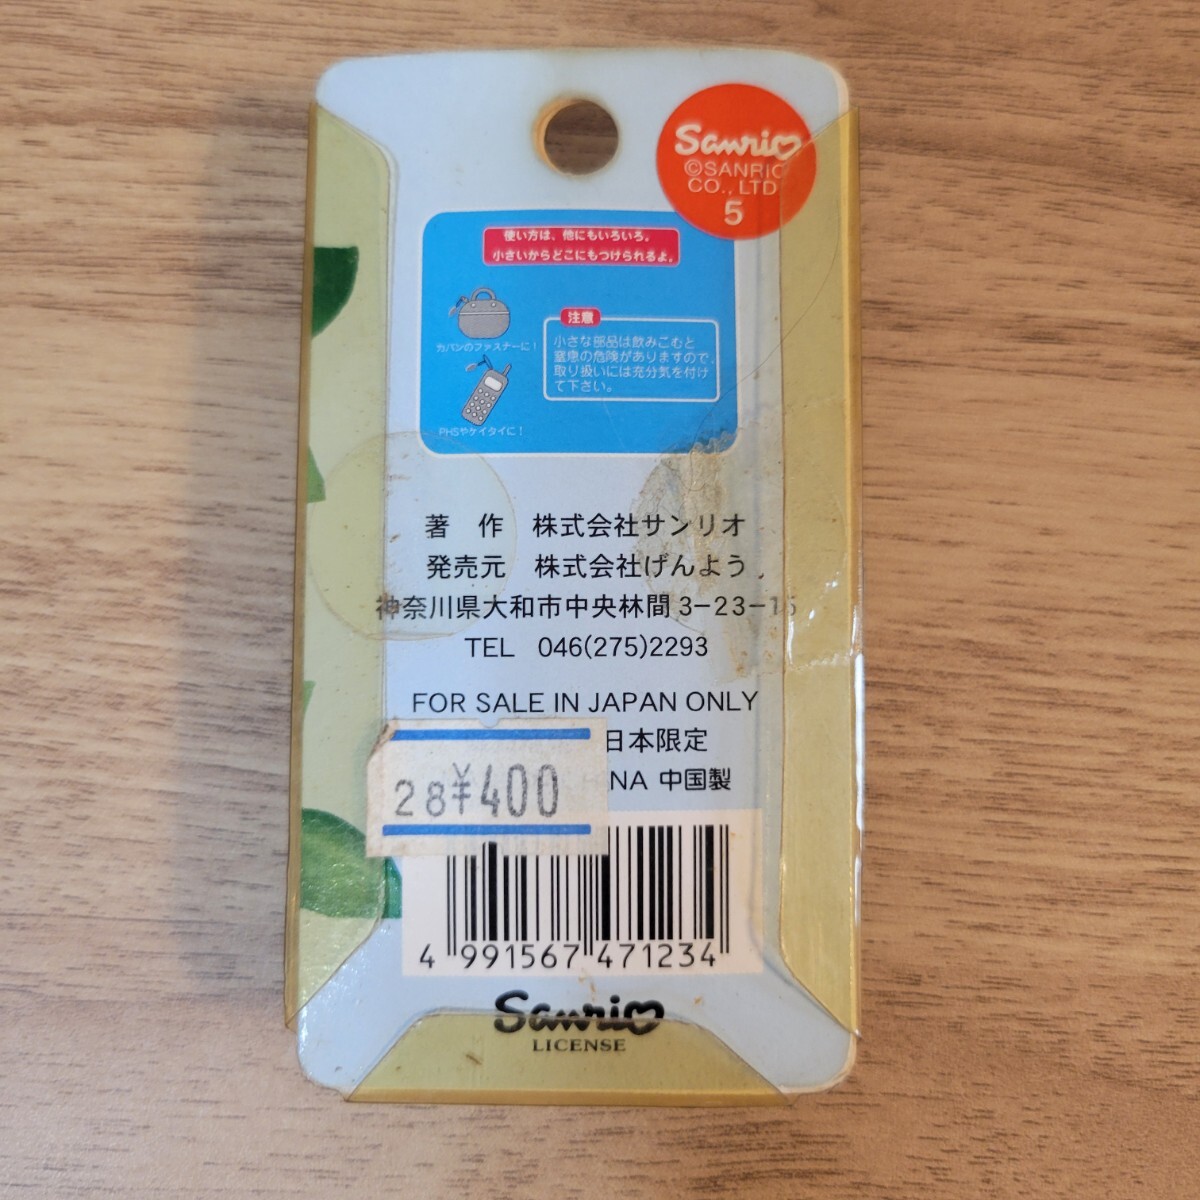 Sanrio
©SANRIO
CO., LTD
5
使い方は、他にもいろいろ。
小さいからどこにもつけられるよ。
カバンのファスナーに！
注意
小さな部品は飲みこむと
窒息の危険がありますので、
取り扱いには充分気を付け
て下さい。
PHSやケイタイに！
著 作 株式会社サンリオ
発売元 株式会社げんよう
神奈川県大和市中央林間3-23-15
TEL 046(275)2293
FOR SALE IN JAPAN ONLY
日本限定
NA 中国製
28¥400
4 991567 471234
Sanrio
LICENSE